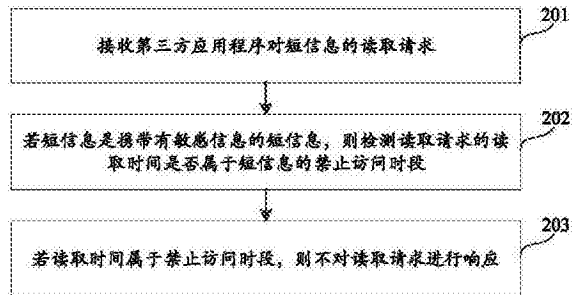 201
接收第三方应用程序对短信息的读取请求
202
若短信息是携带有敏感信息的短信息，则检测读取请求的读
取时间是否属于短信息的禁止访问时段
203
若读取时间属于禁止访问时段，则不对读取请求进行响应